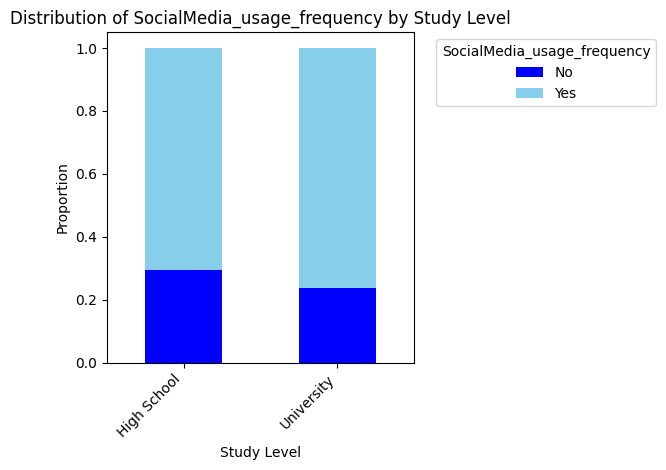 Distribution of SocialMedia_usage_frequency by Study Level
SocialMedia_usage_frequency
No
Yes
Proportion
1.0
0.8
0.6
0.4
0.2
0.0
High School
University
Study Level